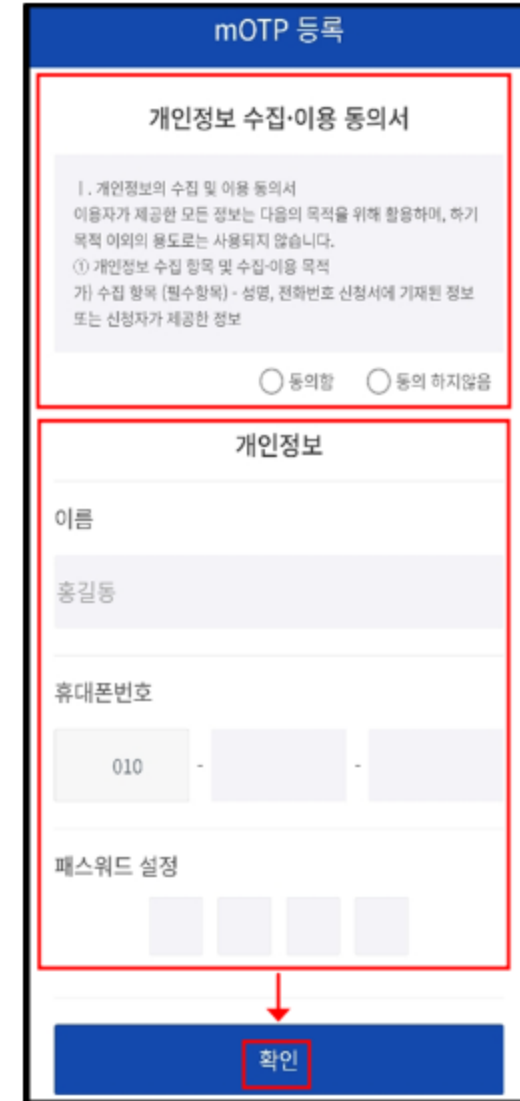 mOTP 등록
개인정보 수집·이용 동의서
Ⅰ. 개인정보의 수집 및 이용 동의서
이용자가 제공한 모든 정보는 다음의 목적을 위해 활용하며, 하기
목적 이외의 용도로는 사용되지 않습니다.
① 개인정보 수집 항목 및 수집·이용 목적
가) 수집 항목 (필수항목) - 성명, 전화번호 신청서에 기재된 정보
또는 신청자가 제공한 정보
동의함 동의 하지않음
개인정보
이름
홍길동
휴대폰번호
010 - -
패스워드 설정
확인